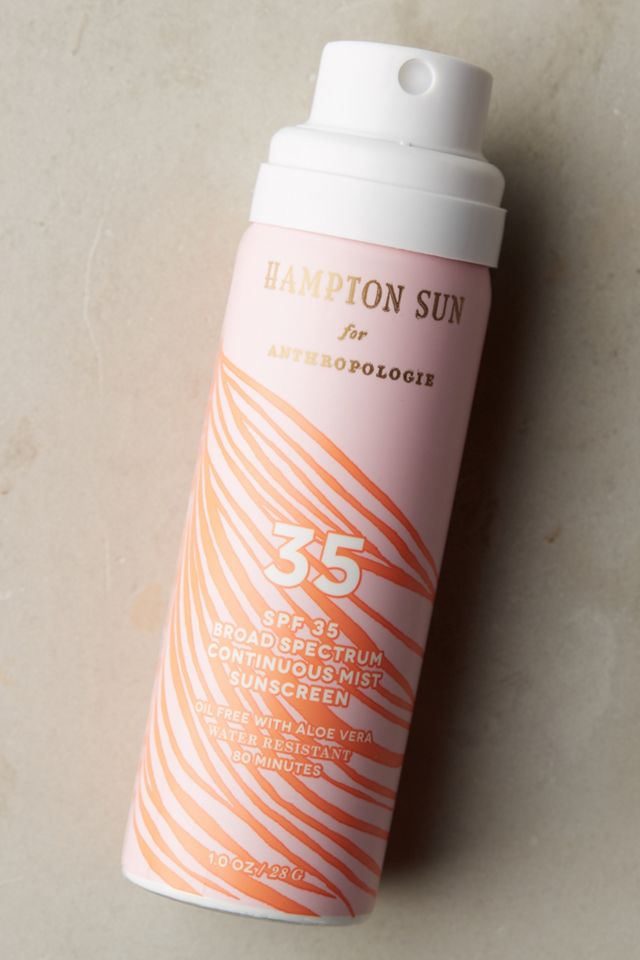 HAMPTON SUN
for
ANTHROPOLOGIE
35
SPF 35
BROAD SPECTRUM
CONTINUOUS MIST
SUNSCREEN
OIL FREE WITH ALOE VERA
WATER RESISTANT
80 MINUTES
1.0 OZ / 28 G